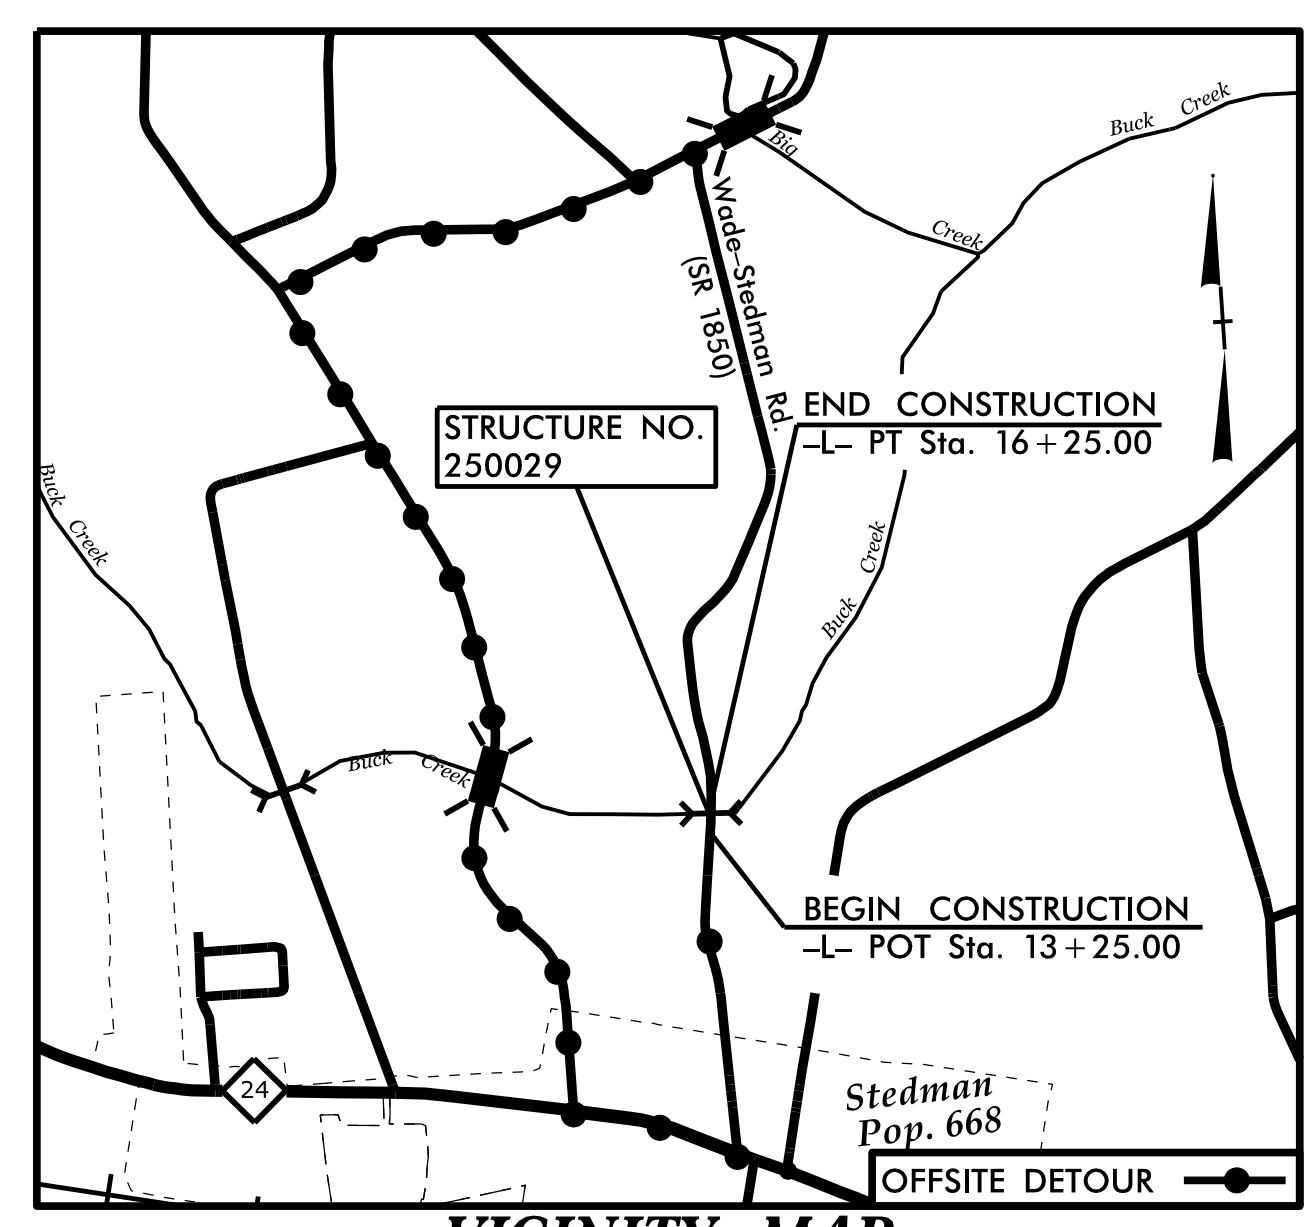 Big
Creek
Buck Creek
Wade–Stedman Rd.
(SR 1850)
END CONSTRUCTION
–L– PT Sta. 16+25.00
STRUCTURE NO.
250029
Buck Creek
Buck Creek
Buck Creek
BEGIN CONSTRUCTION
–L– POT Sta. 13+25.00
24
Stedman
Pop. 668
OFFSITE DETOUR
VICINITY MAP